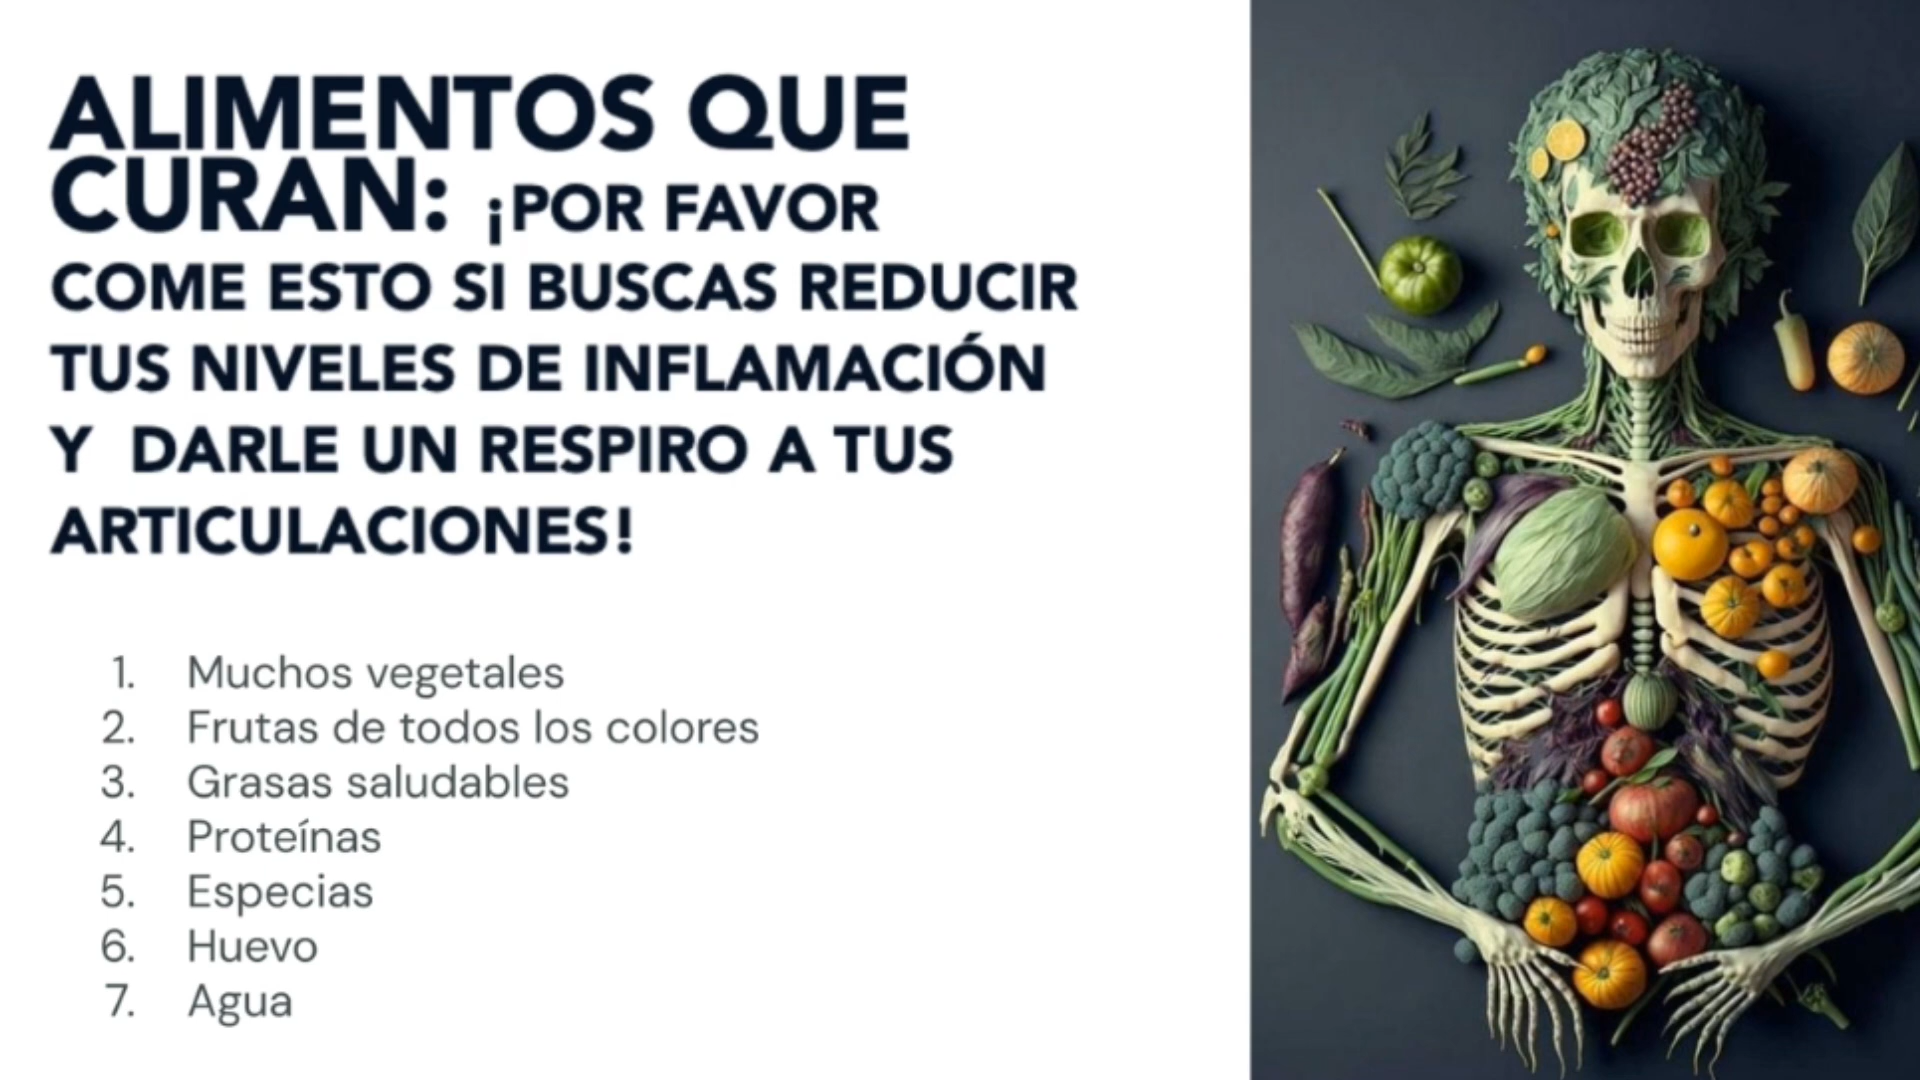 ALIMENTOS QUE
CURAN: ¡POR FAVOR
COME ESTO SI BUSCAS REDUCIR
TUS NIVELES DE INFLAMACIÓN
Y DARLE UN RESPIRO A TUS
ARTICULACIONES!
1. Muchos vegetales
2. Frutas de todos los colores
3. Grasas saludables
4. Proteínas
5. Especias
6. Huevo
7. Agua